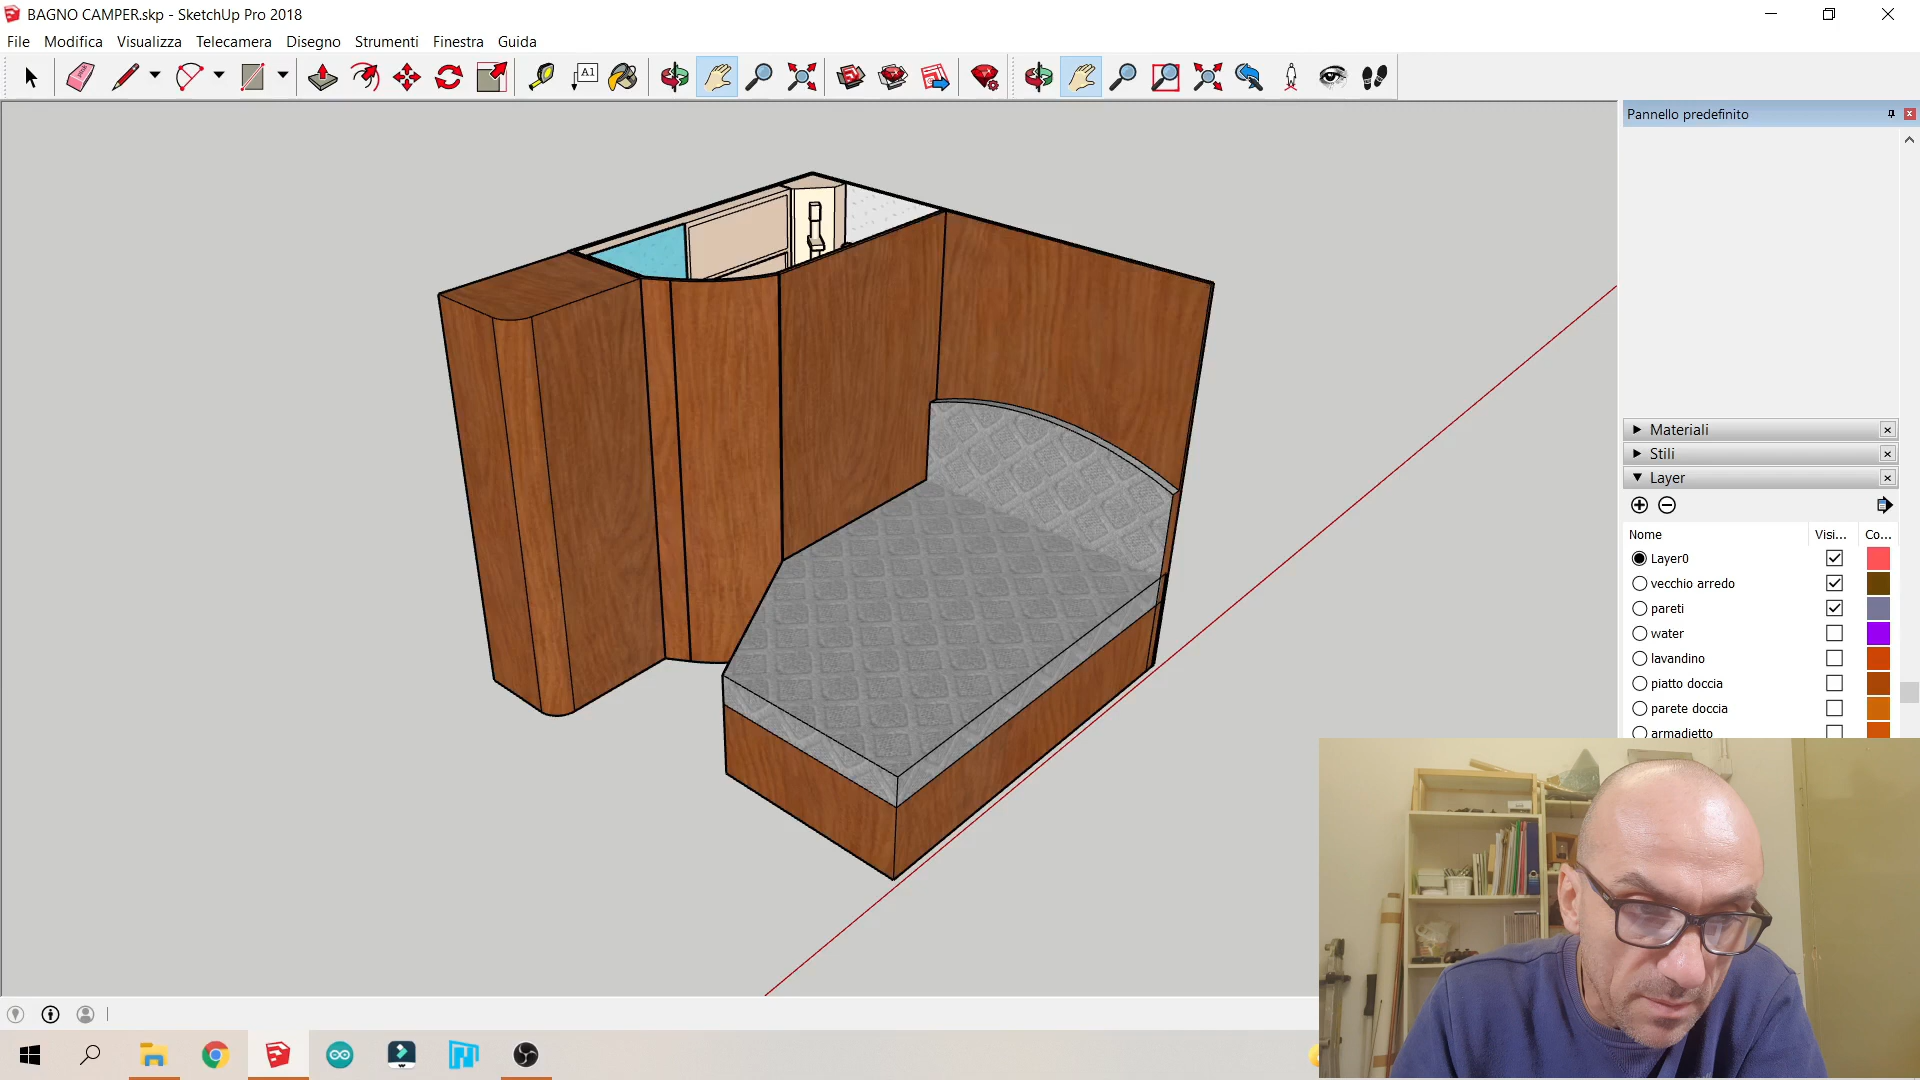 BAGNO CAMPER.skp - SketchUp Pro 2018
File Modifica Visualizza Telecamera Disegno Strumenti Finestra Guida
A1
Pannello predefinito
Materiali
Stili
Layer
Nome Visi... Co...
Layer0
vecchio arredo
pareti
water
lavandino
piatto doccia
parete doccia
armadietto